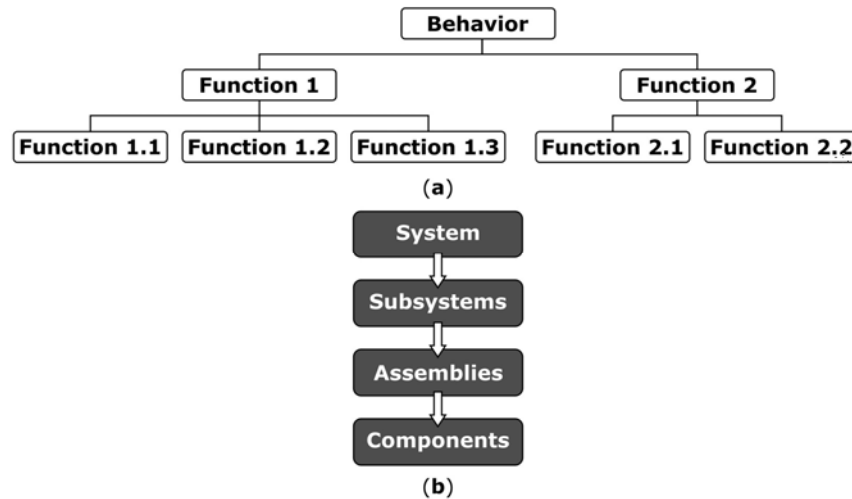 Behavior
Function 1 Function 2
Function 1.1 Function 1.2 Function 1.3 Function 2.1 Function 2.2
(a)
System
Subsystems
Assemblies
Components
(b)